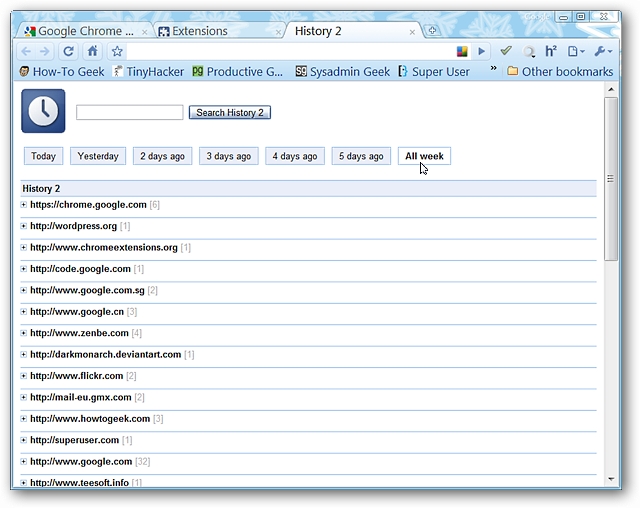 Google Chrome ...
Extensions
History 2
h²
How-To Geek
TinyHacker
Productive G...
Sysadmin Geek
Super User
»
Other bookmarks
Search History 2
Today
Yesterday
2 days ago
3 days ago
4 days ago
5 days ago
All week
History 2
https://chrome.google.com [6]
http://wordpress.org [1]
http://www.chromeextensions.org [1]
http://code.google.com [1]
http://www.google.com.sg [2]
http://www.google.cn [3]
http://www.zenbe.com [4]
http://darkmonarch.deviantart.com [1]
http://www.flickr.com [2]
http://mail-eu.gmx.com [2]
http://www.howtogeek.com [3]
http://superuser.com [1]
http://www.google.com [32]
http://www.teesoft.info [1]